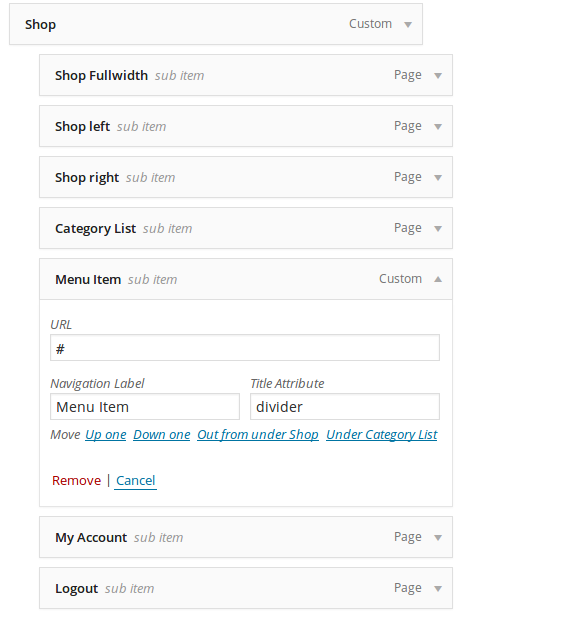 Shop Custom
Shop Fullwidth sub item Page
Shop left sub item Page
Shop right sub item Page
Category List sub item Page
Menu Item sub item Custom
URL
#
Navigation Label Title Attribute
Menu Item divider
Move Up one Down one Out from under Shop Under Category List
Remove | Cancel
My Account sub item Page
Logout sub item Page